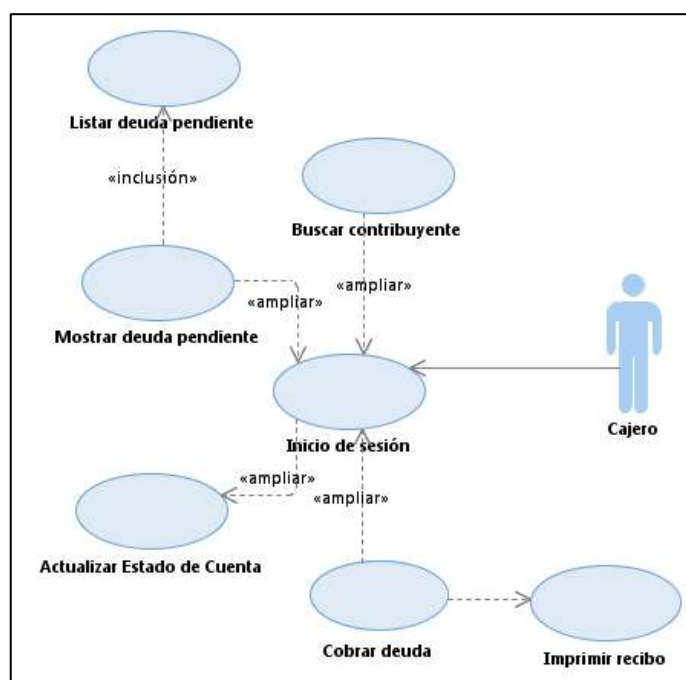 Listar deuda pendiente
«inclusión»
Buscar contribuyente
«ampliar»
«ampliar»
Mostrar deuda pendiente
Inicio de sesión
Cajero
«ampliar»
«ampliar»
Actualizar Estado de Cuenta
Cobrar deuda
Imprimir recibo